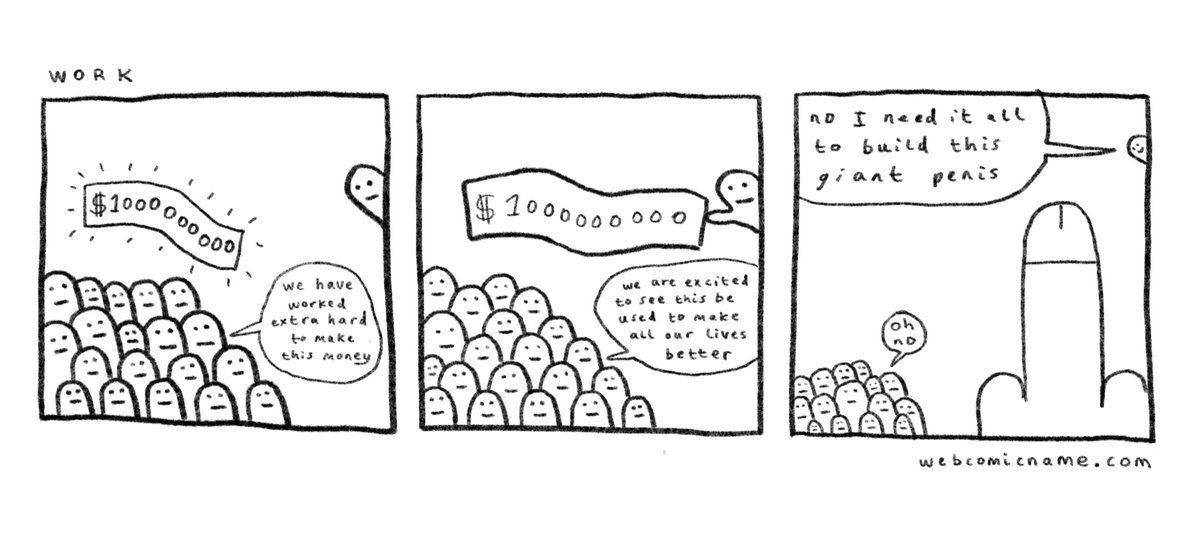 WORK
$1000000000
we have
worked
extra hard
to make
this money
$1000000000
we are excited
to see this be
used to make
all our lives
better
no I need it all
to build this
giant penis
oh
no
webcomicname.com